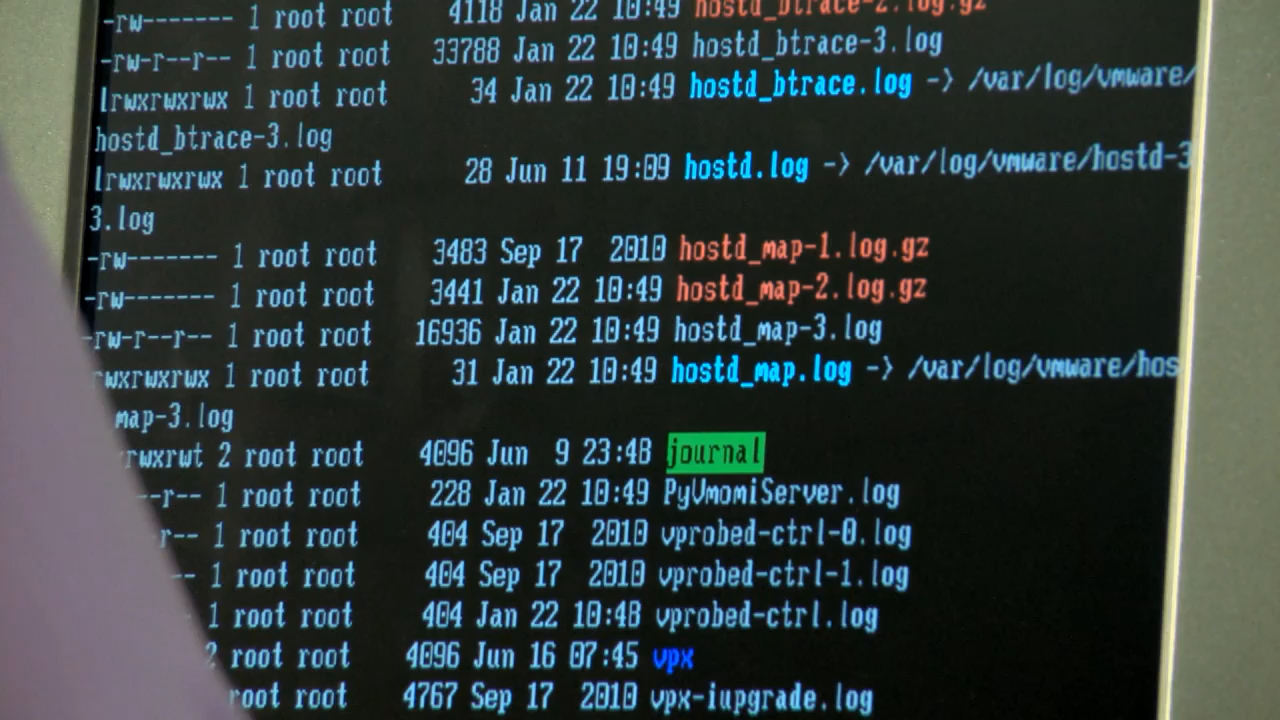 -rw------- 1 root root 4118 Jan 22 10:49 hostd_btrace-2.log.gz
-rw-r--r-- 1 root root 33788 Jan 22 10:49 hostd_btrace-3.log
lrwxrwxrwx 1 root root 34 Jan 22 10:49 hostd_btrace.log -> /var/log/vmware/
hostd_btrace-3.log
lrwxrwxrwx 1 root root 28 Jun 11 19:09 hostd.log -> /var/log/vmware/hostd-3
3.log
-rw------- 1 root root 3483 Sep 17 2010 hostd_map-1.log.gz
-rw------- 1 root root 3441 Jan 22 10:49 hostd_map-2.log.gz
-rw-r--r-- 1 root root 16936 Jan 22 10:49 hostd_map-3.log
rwxrwxrwx 1 root root 31 Jan 22 10:49 hostd_map.log -> /var/log/vmware/hos
map-3.log
rwxrwt 2 root root 4096 Jun 9 23:48 journal
--r-- 1 root root 228 Jan 22 10:49 PyVmomiServer.log
r-- 1 root root 404 Sep 17 2010 vprobed-ctrl-0.log
-- 1 root root 404 Sep 17 2010 vprobed-ctrl-1.log
1 root root 404 Jan 22 10:48 vprobed-ctrl.log
2 root root 4096 Jun 16 07:45 vpx
root root 4767 Sep 17 2010 vpx-iupgrade.log